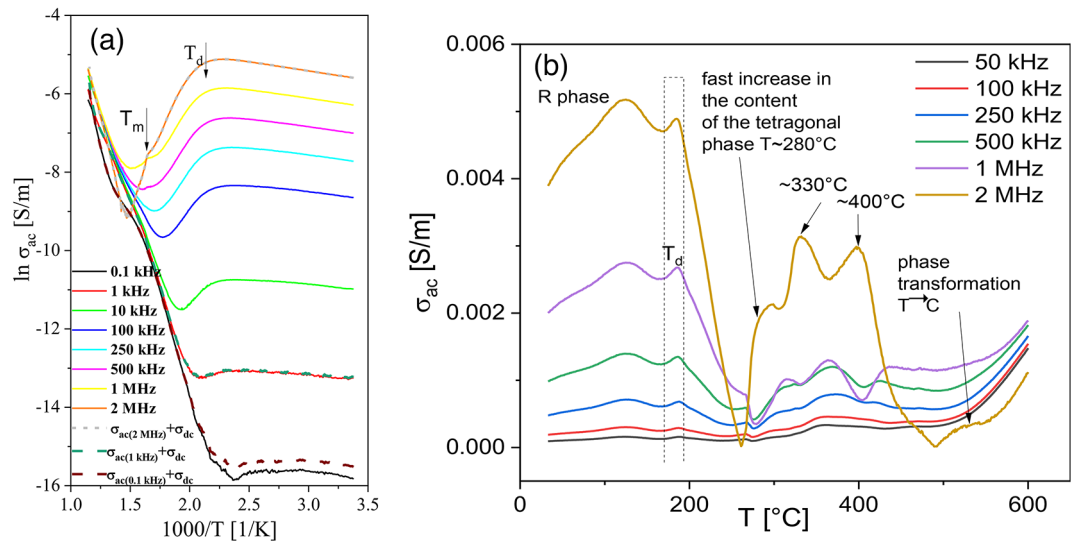 (a)
T_d
T_m
-4
-6
-8
-10
-12
-14
-16
ln σ_ac [S/m]
0.1 kHz
1 kHz
10 kHz
100 kHz
250 kHz
500 kHz
1 MHz
2 MHz
σ_ac(2 MHz)+σ_dc
σ_ac(1 kHz)+σ_dc
σ_ac(0.1 kHz)+σ_dc
1.0 1.5 2.0 2.5 3.0 3.5
1000/T [1/K]
(b)
R phase
fast increase in
the content
of the tetragonal
phase T~280°C
50 kHz
100 kHz
250 kHz
500 kHz
1 MHz
2 MHz
~330°C
~400°C
T_d
phase
transformation
T→C
0.006
0.004
0.002
0.000
σ_ac [S/m]
0 200 400 600
T [°C]